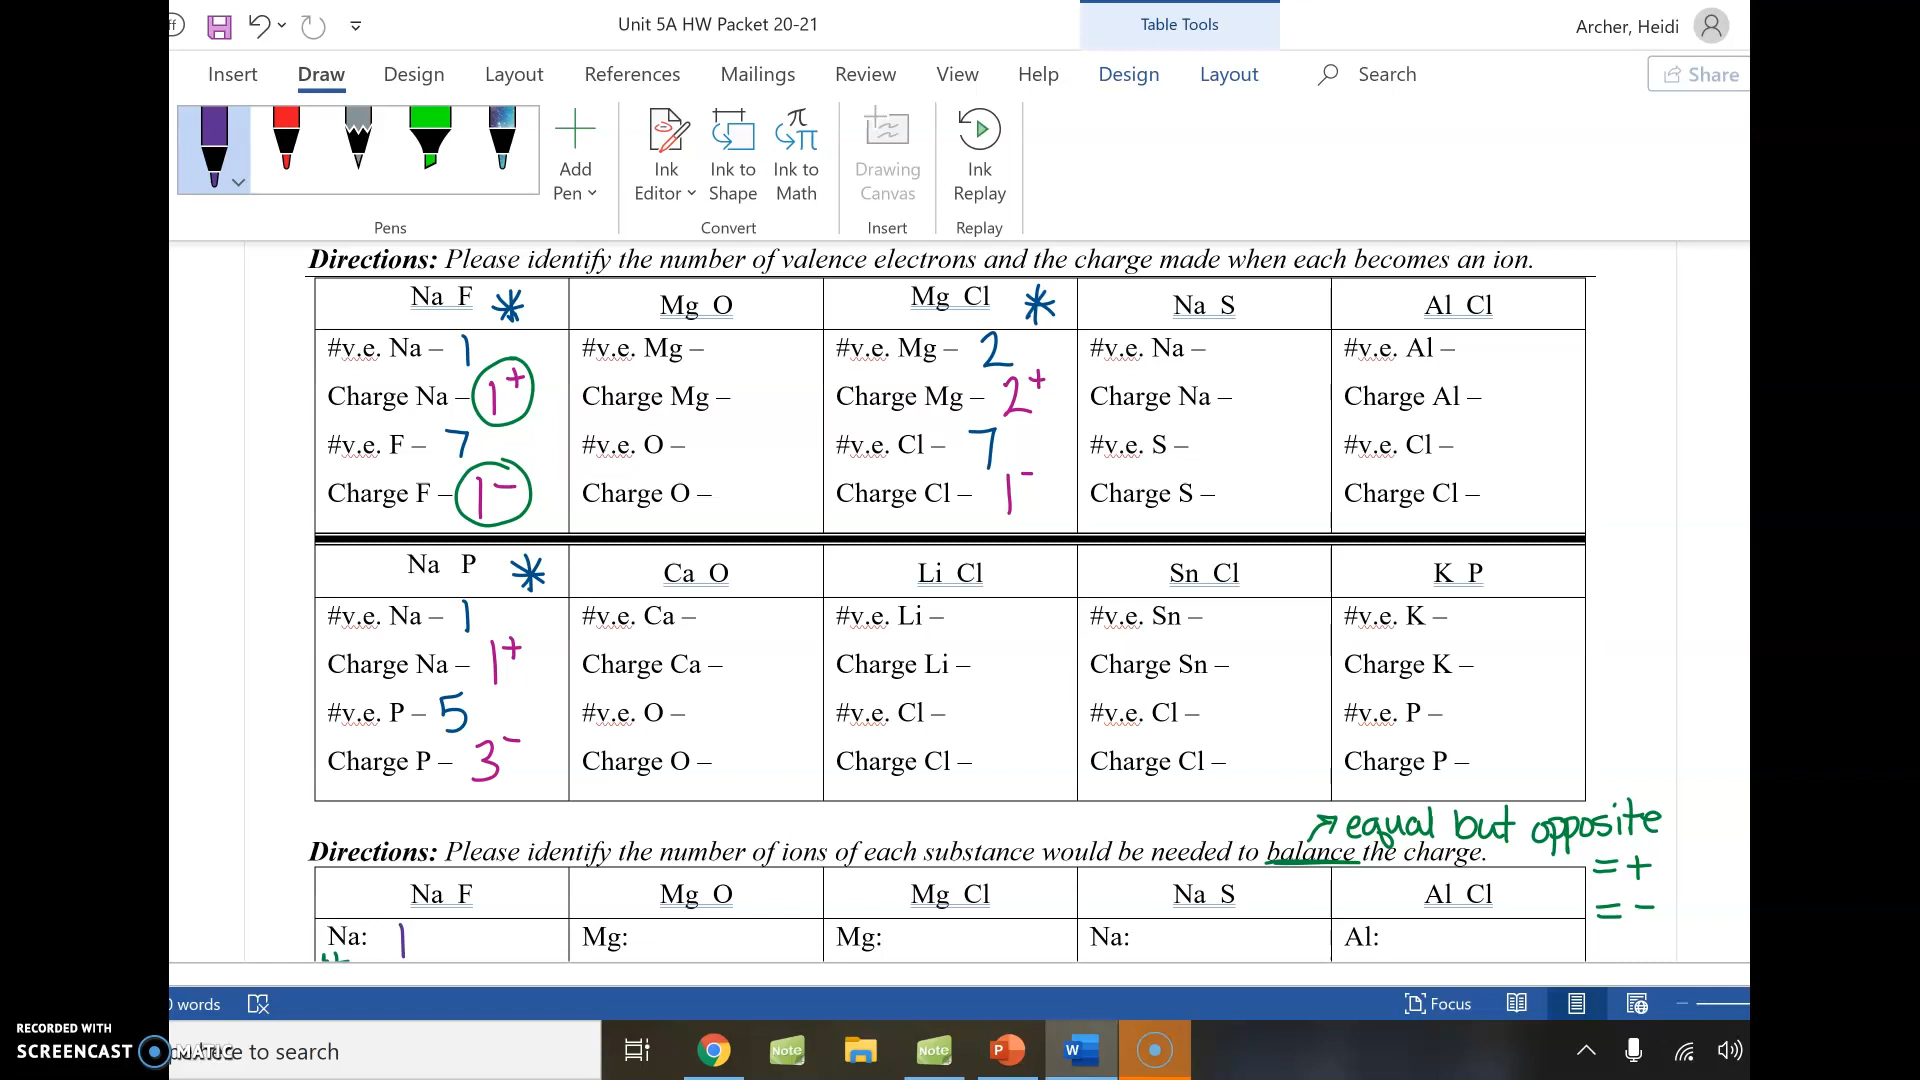 ff
Unit 5A HW Packet 20-21
Table Tools
Archer, Heidi
Insert Draw Design Layout References Mailings Review View Help Design Layout Search Share
Add Pen
Ink Editor
Ink to Shape
Ink to Math
Drawing Canvas
Ink Replay
Pens Convert Insert Replay
Directions: Please identify the number of valence electrons and the charge made when each becomes an ion.
Na F * Mg O Mg Cl * Na S Al Cl
#v.e. Na – 1 #v.e. Mg – #v.e. Mg – 2 #v.e. Na – #v.e. Al –
Charge Na – 1+ Charge Mg – Charge Mg – 2+ Charge Na – Charge Al –
#v.e. F – 7 #v.e. O – #v.e. Cl – 7 #v.e. S – #v.e. Cl –
Charge F – 1- Charge O – Charge Cl – 1- Charge S – Charge Cl –
Na P * Ca O Li Cl Sn Cl K P
#v.e. Na – 1 #v.e. Ca – #v.e. Li – #v.e. Sn – #v.e. K –
Charge Na – 1+ Charge Ca – Charge Li – Charge Sn – Charge K –
#v.e. P – 5 #v.e. O – #v.e. Cl – #v.e. Cl – #v.e. P –
Charge P – 3- Charge O – Charge Cl – Charge Cl – Charge P –
equal but opposite
Directions: Please identify the number of ions of each substance would be needed to balance the charge.
= +
Na F Mg O Mg Cl Na S Al Cl
= -
Na: 1 Mg: Mg: Na: Al:
words Focus
RECORDED WITH
SCREENCAST MATIC
here to search
Note Note P W